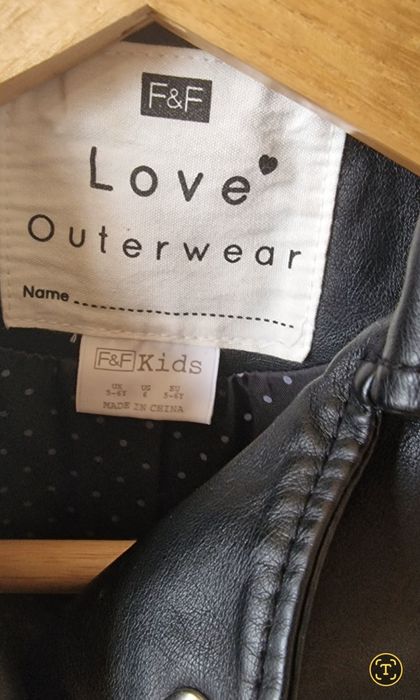 F&F
Love
Outerwear
Name
F&F Kids
UK US EU
5-6Y 6 5-6Y
MADE IN CHINA